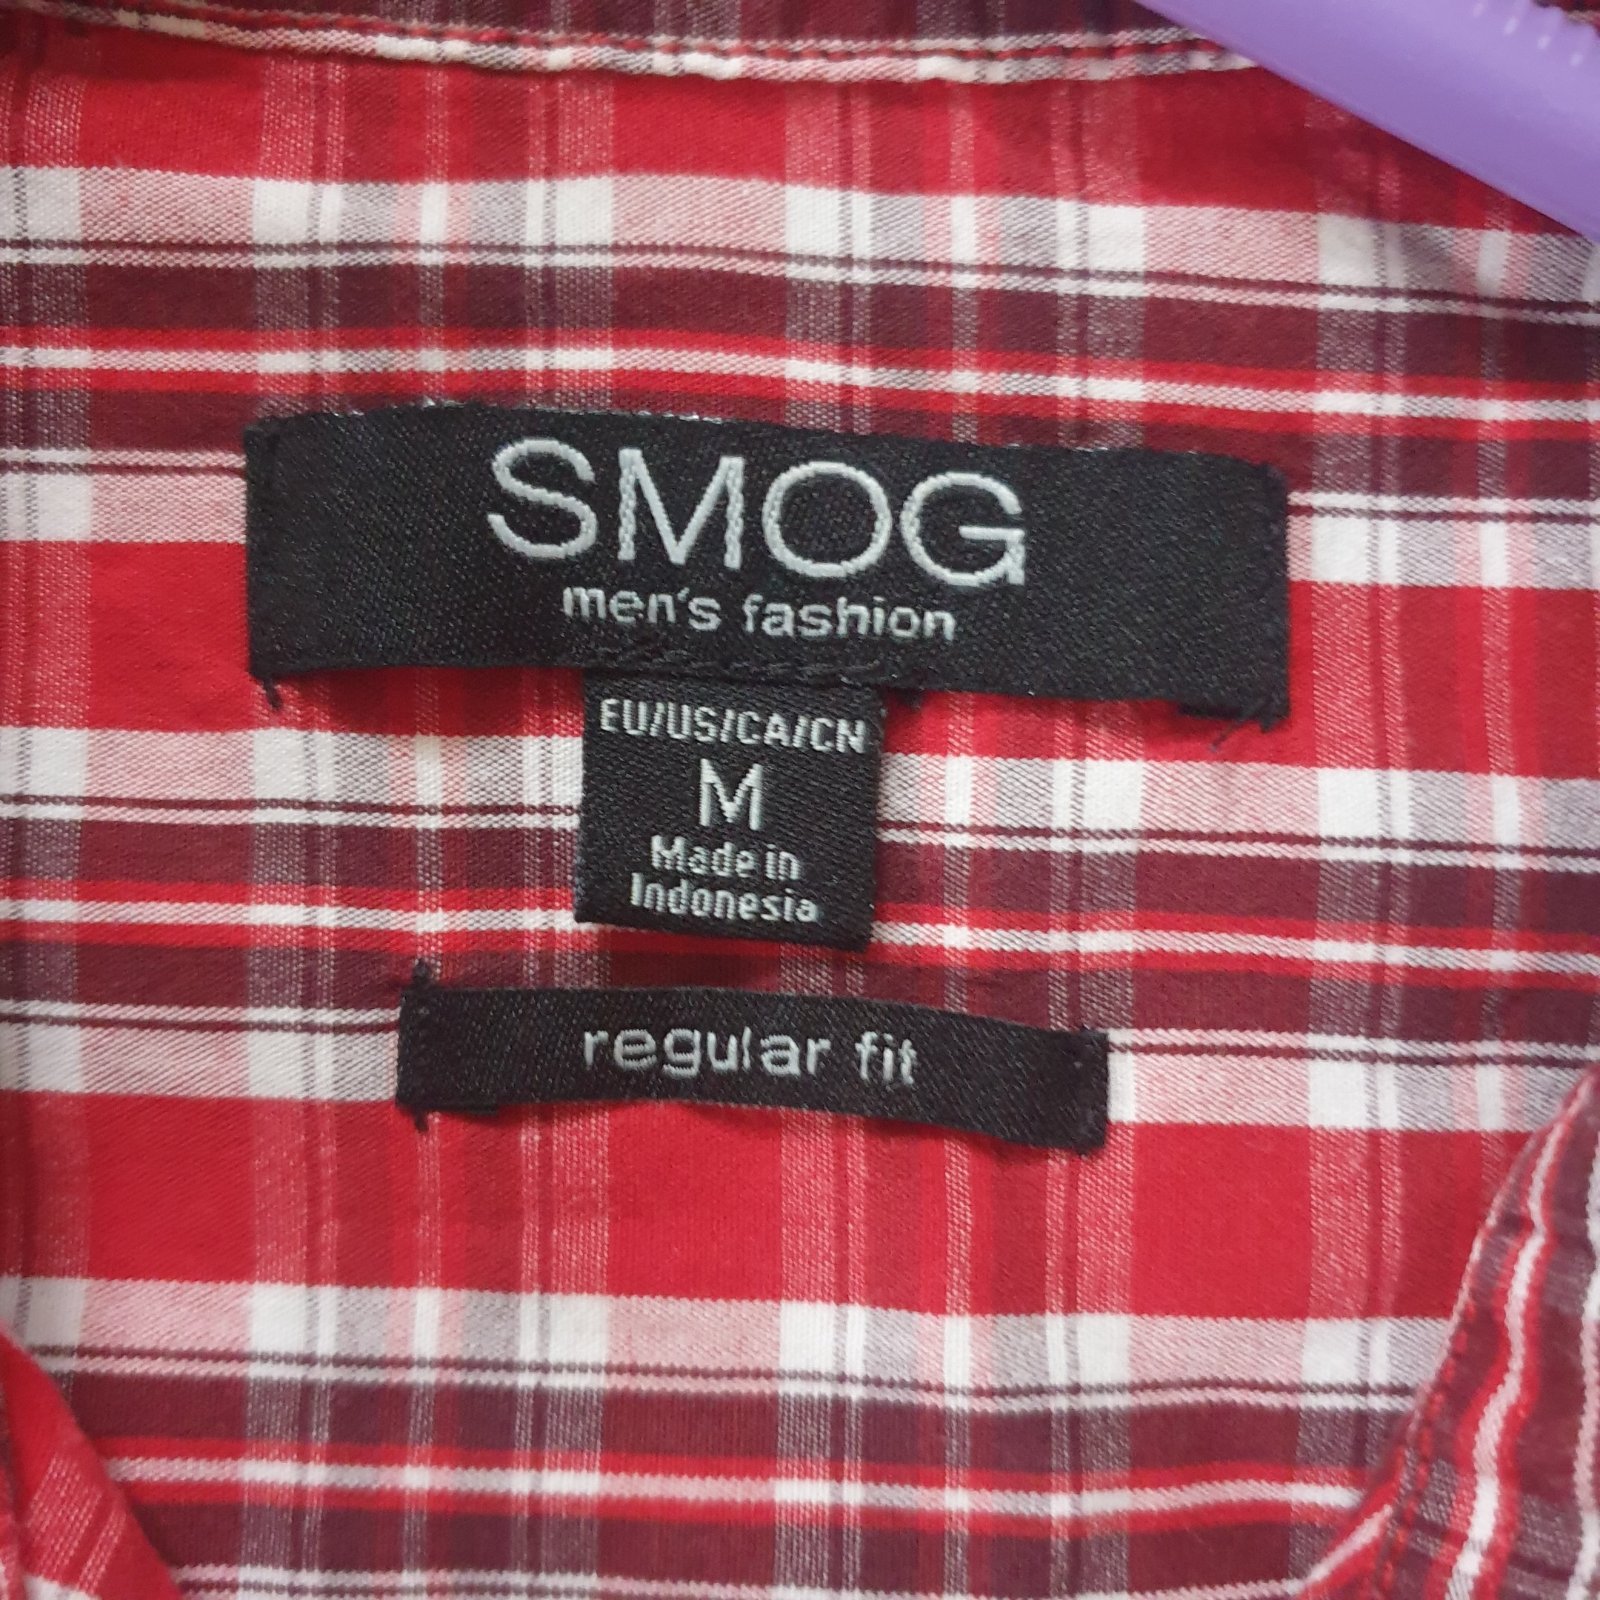 SMOG
men's fashion
EU/US/CA/CN
M
Made in
Indonesia
regular fit